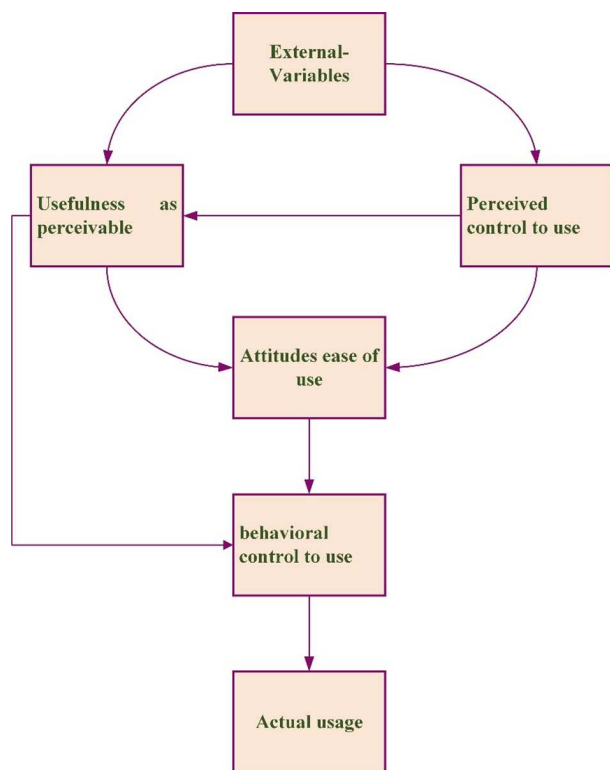 External-
Variables
Usefulness as
perceivable
Perceived
control to use
Attitudes ease of
use
behavioral
control to use
Actual usage